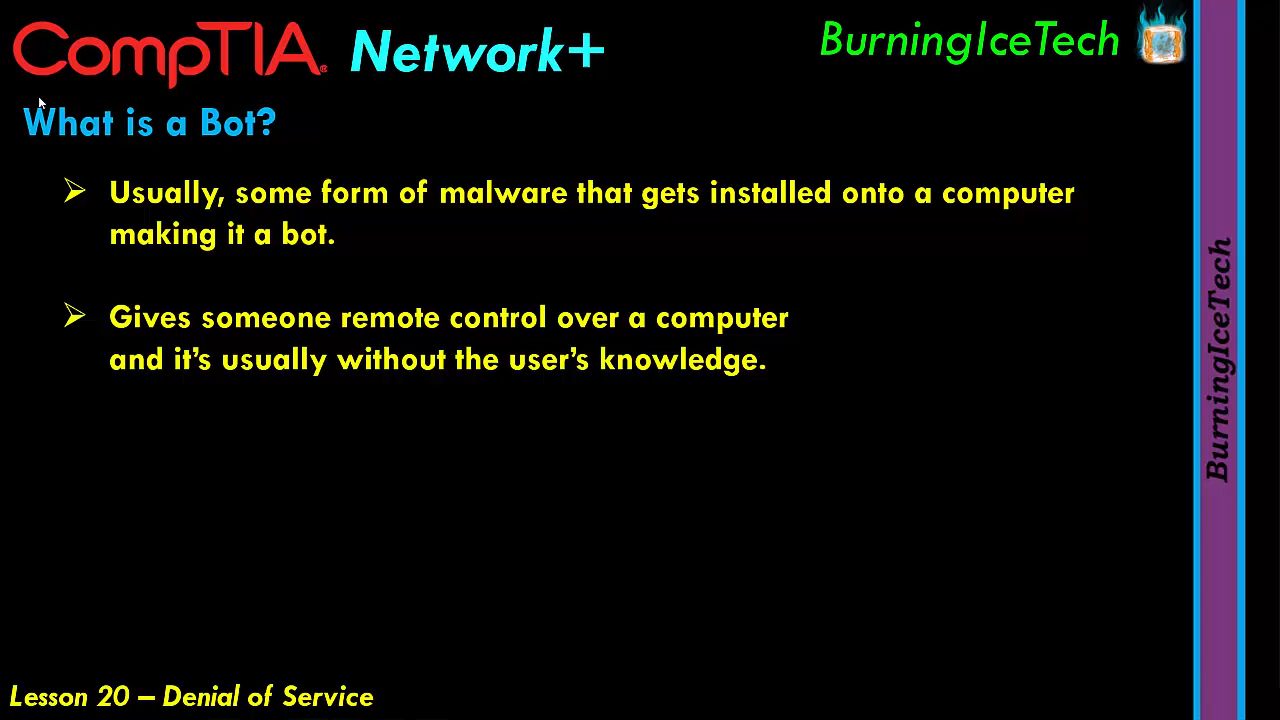 CompTIA® Network+
BurningIceTech
What is a Bot?
➢ Usually, some form of malware that gets installed onto a computer
making it a bot.
➢ Gives someone remote control over a computer
and it’s usually without the user’s knowledge.
BurningIceTech
Lesson 20 – Denial of Service